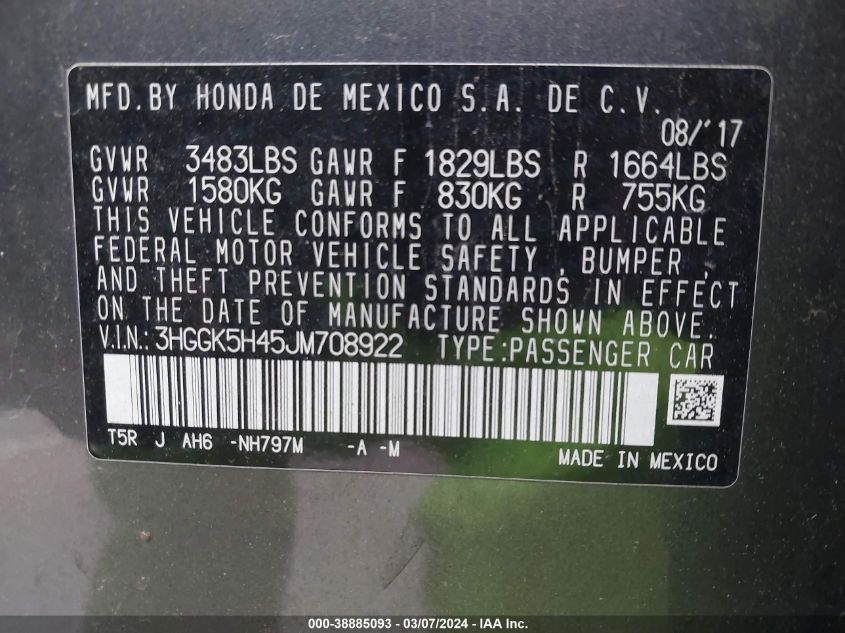 MFD.BY HONDA DE MEXICO S.A. DE C.V.
08/'17
GVWR 3483LBS GAWR F 1829LBS R 1664LBS
GVWR 1580KG GAWR F 830KG R 755KG
THIS VEHICLE CONFORMS TO ALL APPLICABLE
FEDERAL MOTOR VEHICLE SAFETY , BUMPER ,
AND THEFT PREVENTION STANDARDS IN EFFECT
ON THE DATE OF MANUFACTURE SHOWN ABOVE.
V.I.N.: 3HGGK5H45JM708922 TYPE:PASSENGER CAR
T5R J AH6 -NH797M -A -M
MADE IN MEXICO
000-38885093 - 03/07/2024 - IAA Inc.